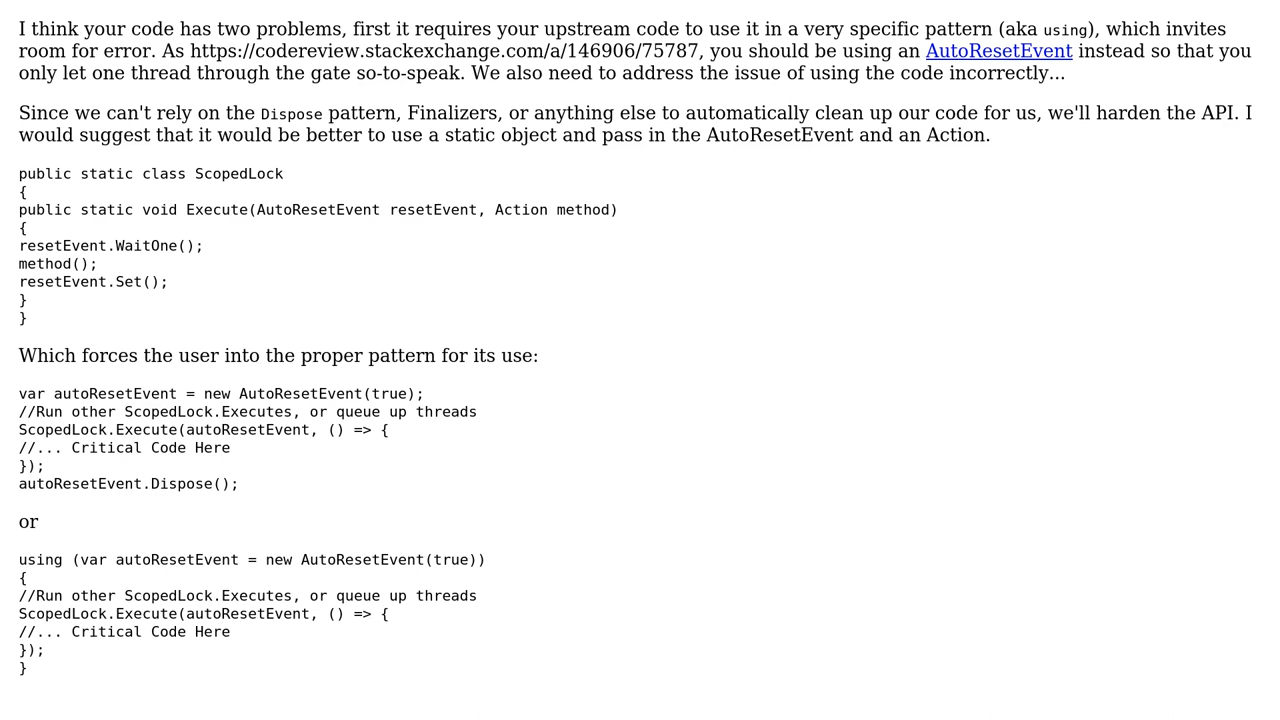 I think your code has two problems, first it requires your upstream code to use it in a very specific pattern (aka using), which invites
room for error. As https://codereview.stackexchange.com/a/146906/75787, you should be using an AutoResetEvent instead so that you
only let one thread through the gate so-to-speak. We also need to address the issue of using the code incorrectly...
Since we can't rely on the Dispose pattern, Finalizers, or anything else to automatically clean up our code for us, we'll harden the API. I
would suggest that it would be better to use a static object and pass in the AutoResetEvent and an Action.
public static class ScopedLock
{
public static void Execute(AutoResetEvent resetEvent, Action method)
{
resetEvent.WaitOne();
method();
resetEvent.Set();
}
}
Which forces the user into the proper pattern for its use:
var autoResetEvent = new AutoResetEvent(true);
//Run other ScopedLock.Executes, or queue up threads
ScopedLock.Execute(autoResetEvent, () => {
//... Critical Code Here
});
autoResetEvent.Dispose();
or
using (var autoResetEvent = new AutoResetEvent(true))
{
//Run other ScopedLock.Executes, or queue up threads
ScopedLock.Execute(autoResetEvent, () => {
//... Critical Code Here
});
}